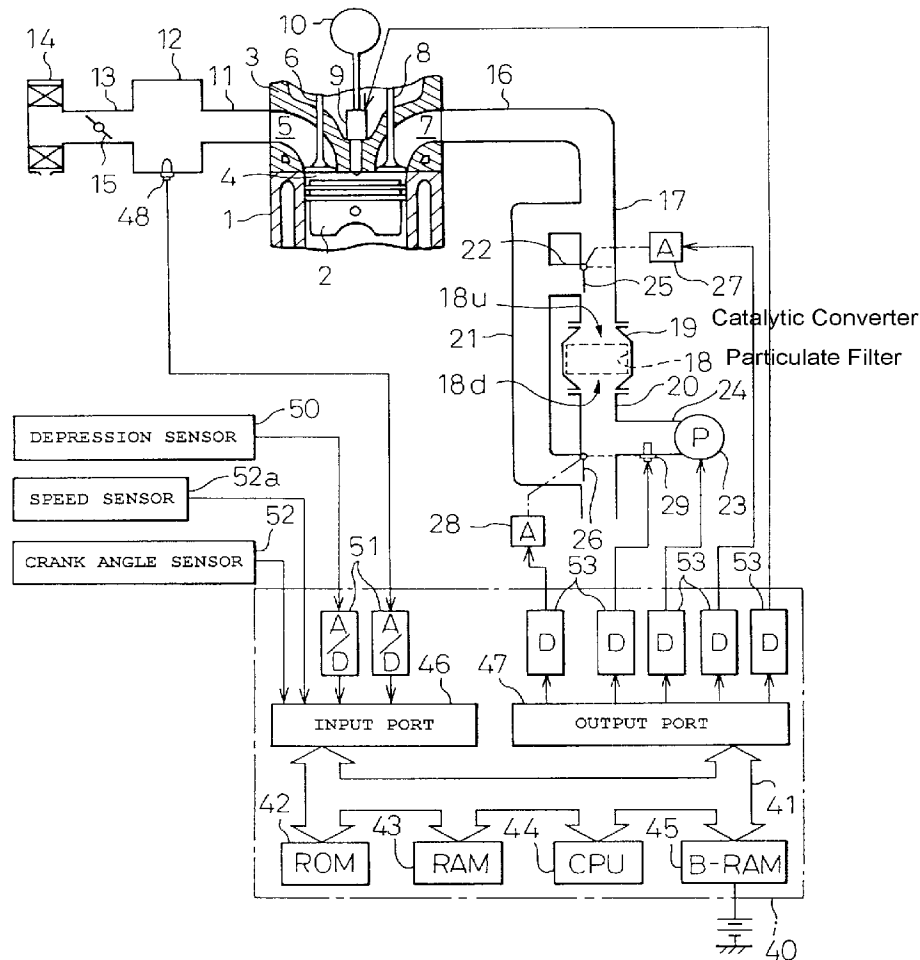 10
14
12
13
11
3
6
9
8
16
5
7
15
4
48
1
2
17
22
A
25
27
18u
Catalytic Converter
19
21
18
Particulate Filter
18d
20
24
50
P
DEPRESSION SENSOR
52a
29
23
SPEED SENSOR
28
A
26
52
51
53
53
53
CRANK ANGLE SENSOR
A/D
A/D
D
D
D
D
D
46
47
INPUT PORT
OUTPUT PORT
42
43
44
45
41
ROM
RAM
CPU
B-RAM
40